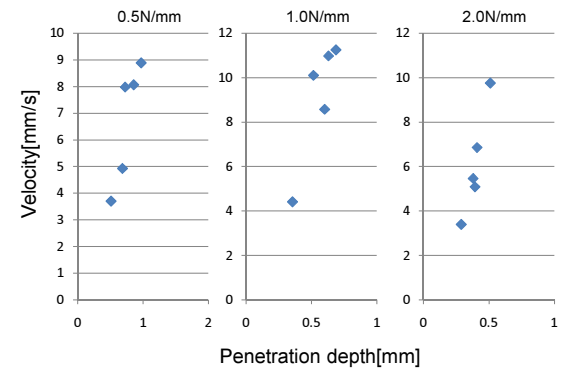 0.5N/mm 1.0N/mm 2.0N/mm
10 12 12
9
8 10 10
7 8 8
6
5 6 6
4
3 4 4
2 2 2
1
0 0 0
0 1 2 0 0.5 1 0 0.5 1
Velocity[mm/s]
Penetration depth[mm]